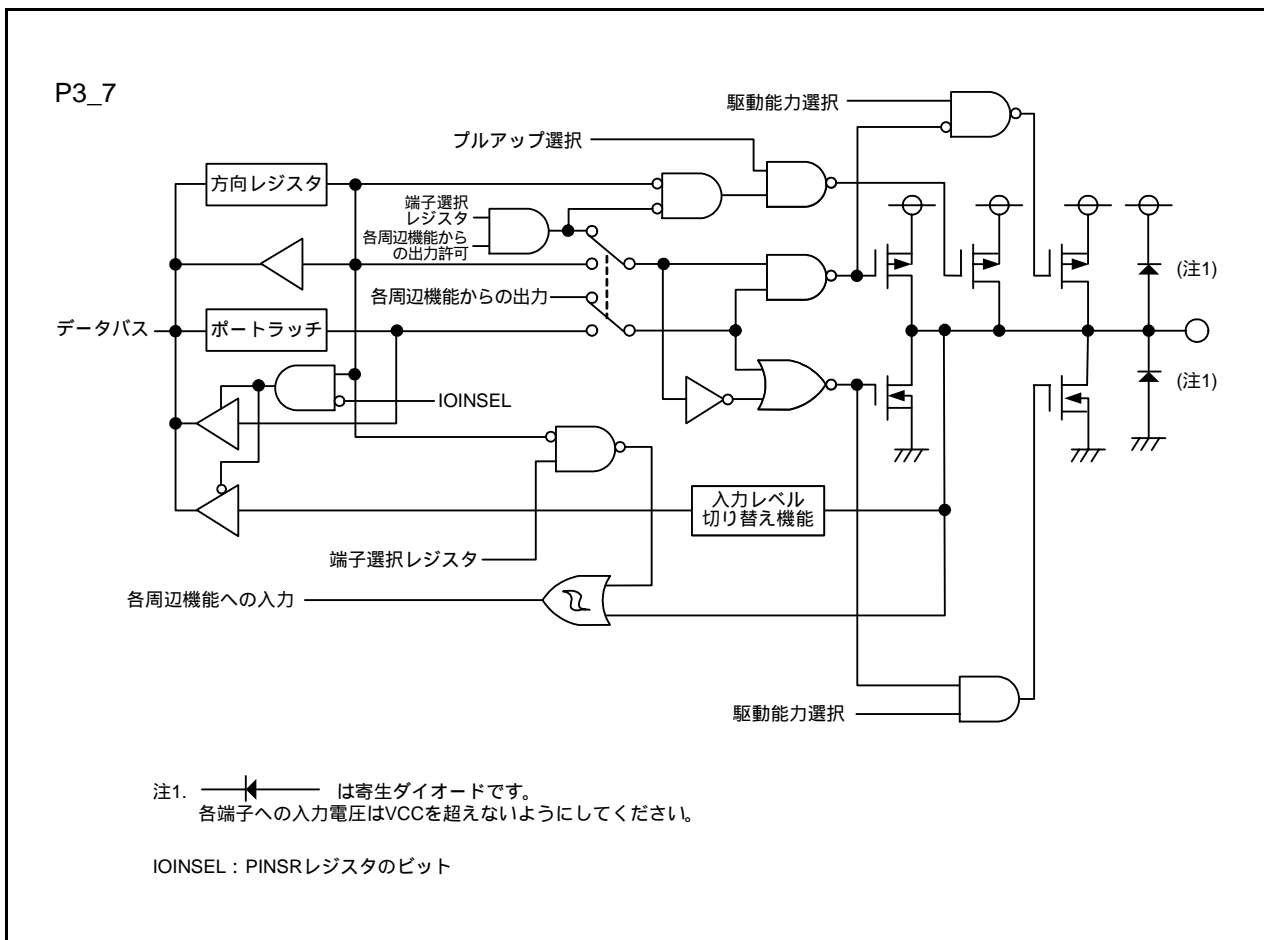 P3_7
駆動能力選択
プルアップ選択
方向レジスタ
端子選択
レジスタ
各周辺機能から
の出力許可
(注1)
各周辺機能からの出力
データバス
ポートラッチ
(注1)
IOINSEL
入力レベル
切り替え機能
端子選択レジスタ
各周辺機能への入力
駆動能力選択
注1. は寄生ダイオードです。
各端子への入力電圧はVCCを超えないようにしてください。
IOINSEL：PINSRレジスタのビット